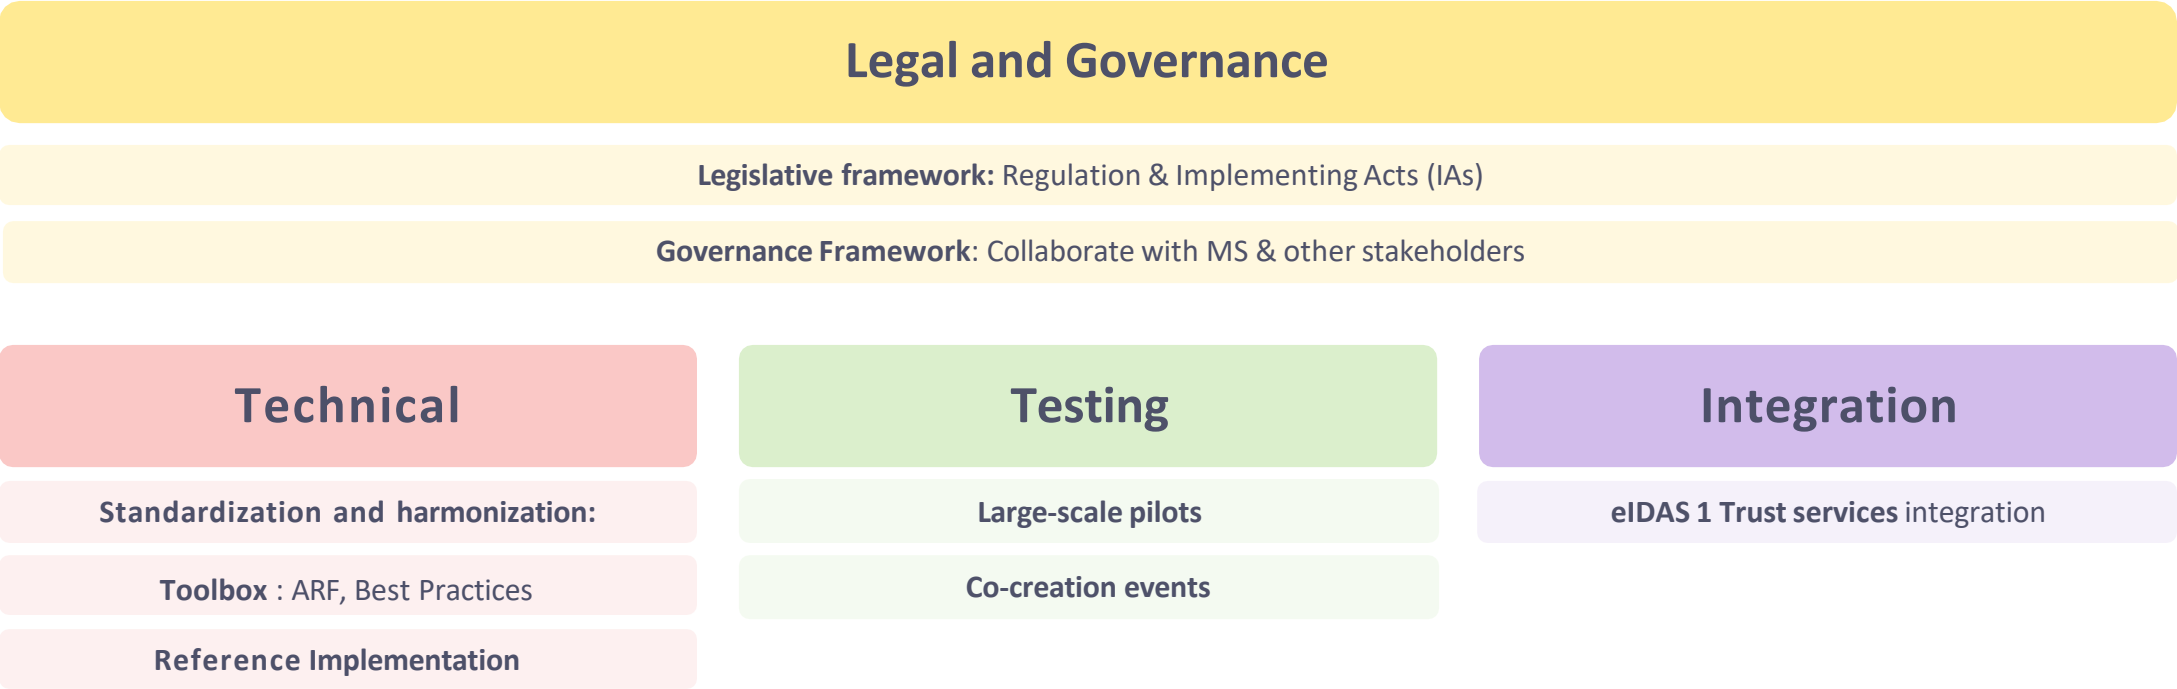 Legal and Governance
Legislative framework: Regulation & Implementing Acts (IAs)
Governance Framework: Collaborate with MS & other stakeholders
Technical
Standardization and harmonization:
Toolbox : ARF, Best Practices
Reference Implementation
Testing
Large-scale pilots
Co-creation events
Integration
eIDAS 1 Trust services integration